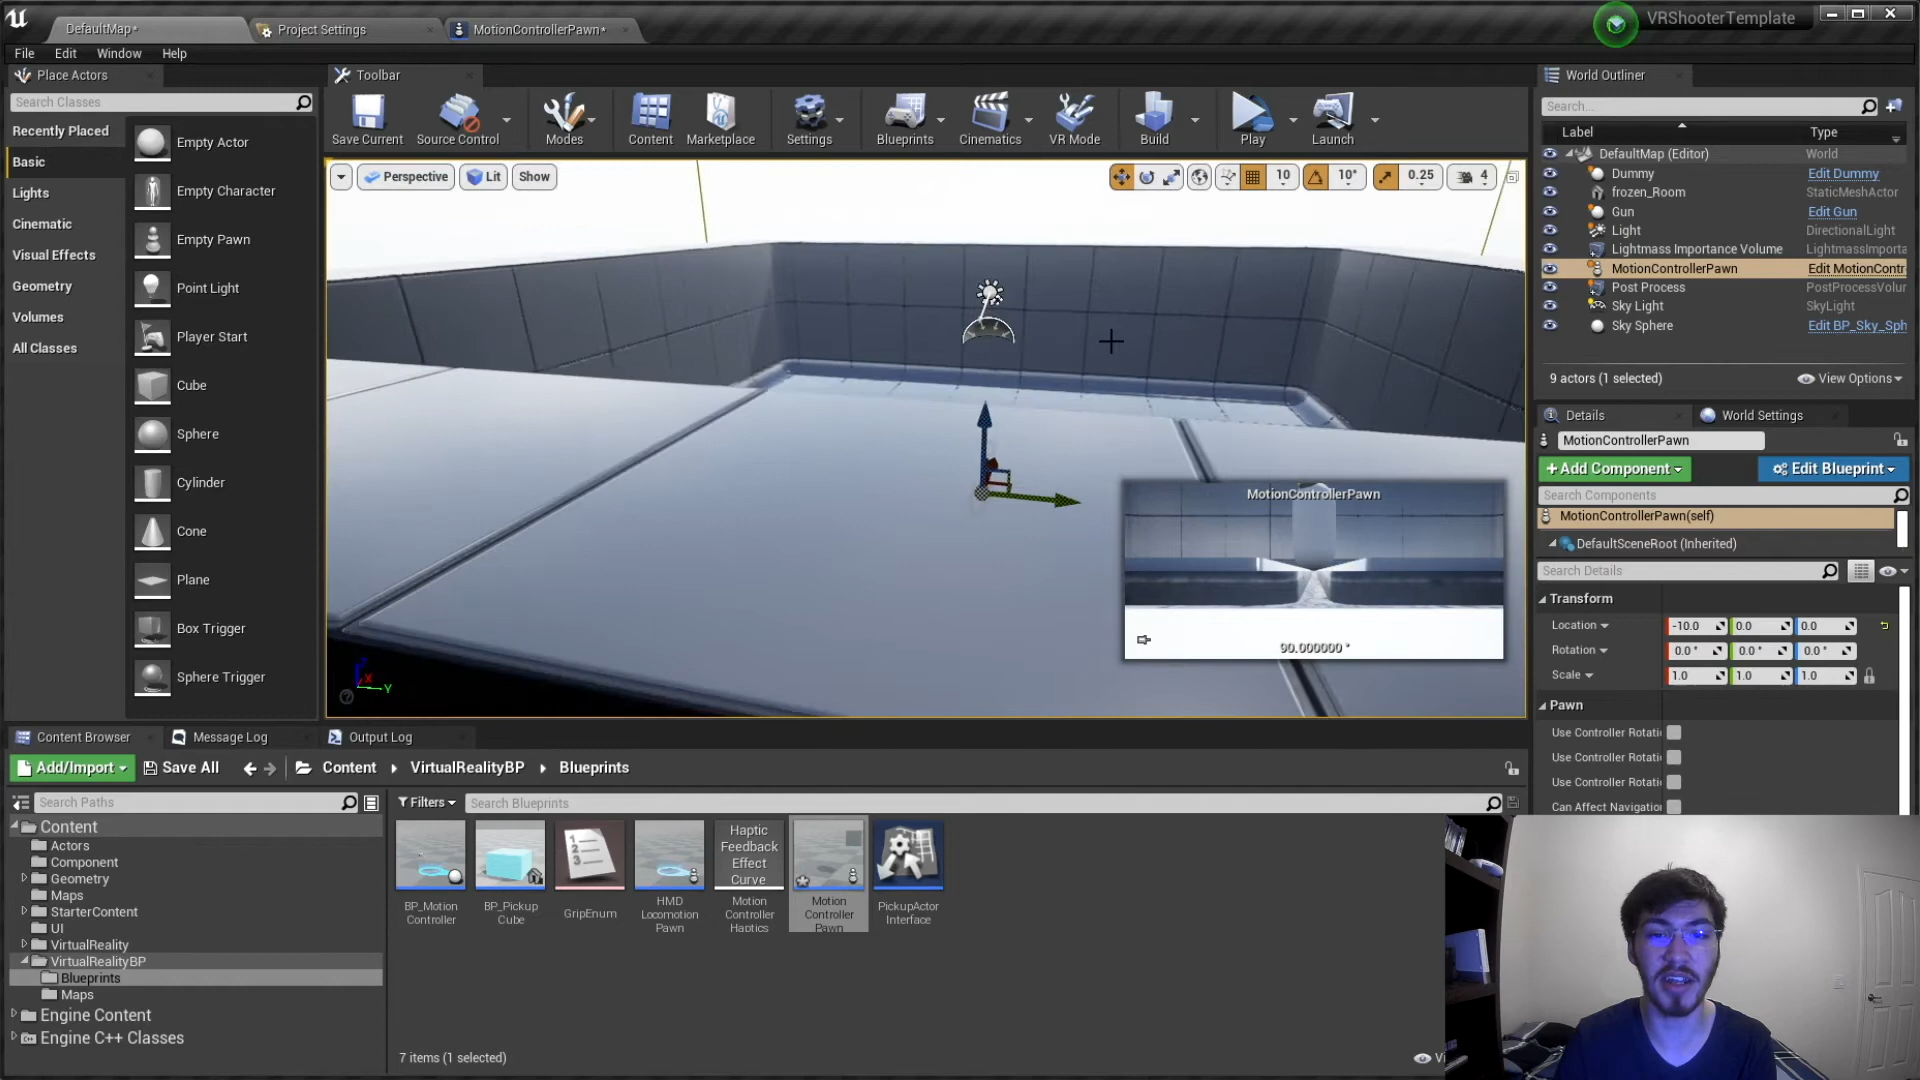 DefaultMap*
Project Settings
MotionControllerPawn*
VRShooterTemplate
File Edit Window Help
Place Actors
Search Classes
Recently Placed
Basic
Lights
Cinematic
Visual Effects
Geometry
Volumes
All Classes
Empty Actor
Empty Character
Empty Pawn
Point Light
Player Start
Cube
Sphere
Cylinder
Cone
Plane
Box Trigger
Sphere Trigger
Toolbar
Save Current
Source Control
Modes
Content
Marketplace
Settings
Blueprints
Cinematics
VR Mode
Build
Play
Launch
Perspective
Lit
Show
10
10°
0.25
4
MotionControllerPawn
90.000000 °
Z
X
Y
World Outliner
Search...
Label Type
DefaultMap (Editor) World
Dummy Edit Dummy
frozen_Room StaticMeshActor
Gun Edit Gun
Light DirectionalLight
Lightmass Importance Volume LightmassImporta
MotionControllerPawn Edit MotionContr
Post Process PostProcessVolur
Sky Light SkyLight
Sky Sphere Edit BP_Sky_Sph
9 actors (1 selected)
View Options
Details
World Settings
MotionControllerPawn
+Add Component
Edit Blueprint
Search Components
MotionControllerPawn(self)
DefaultSceneRoot (Inherited)
Search Details
Transform
Location -10.0 0.0 0.0
Rotation 0.0 ° 0.0 ° 0.0 °
Scale 1.0 1.0 1.0
Pawn
Use Controller Rotati
Use Controller Rotati
Use Controller Rotati
Can Affect Navigation
Content Browser
Message Log
Output Log
Add/Import
Save All
Content
VirtualRealityBP
Blueprints
Search Paths
Filters
Search Blueprints
Content
Actors
Component
Geometry
Maps
StarterContent
UI
VirtualReality
VirtualRealityBP
Blueprints
Maps
Engine Content
Engine C++ Classes
BP_Motion
Controller
BP_Pickup
Cube
1
2
3
GripEnum
HMD
Locomotion
Pawn
Haptic
Feedback
Effect
Curve
Motion
Controller
Haptics
Motion
Controller
Pawn
PickupActor
Interface
7 items (1 selected)
Vi